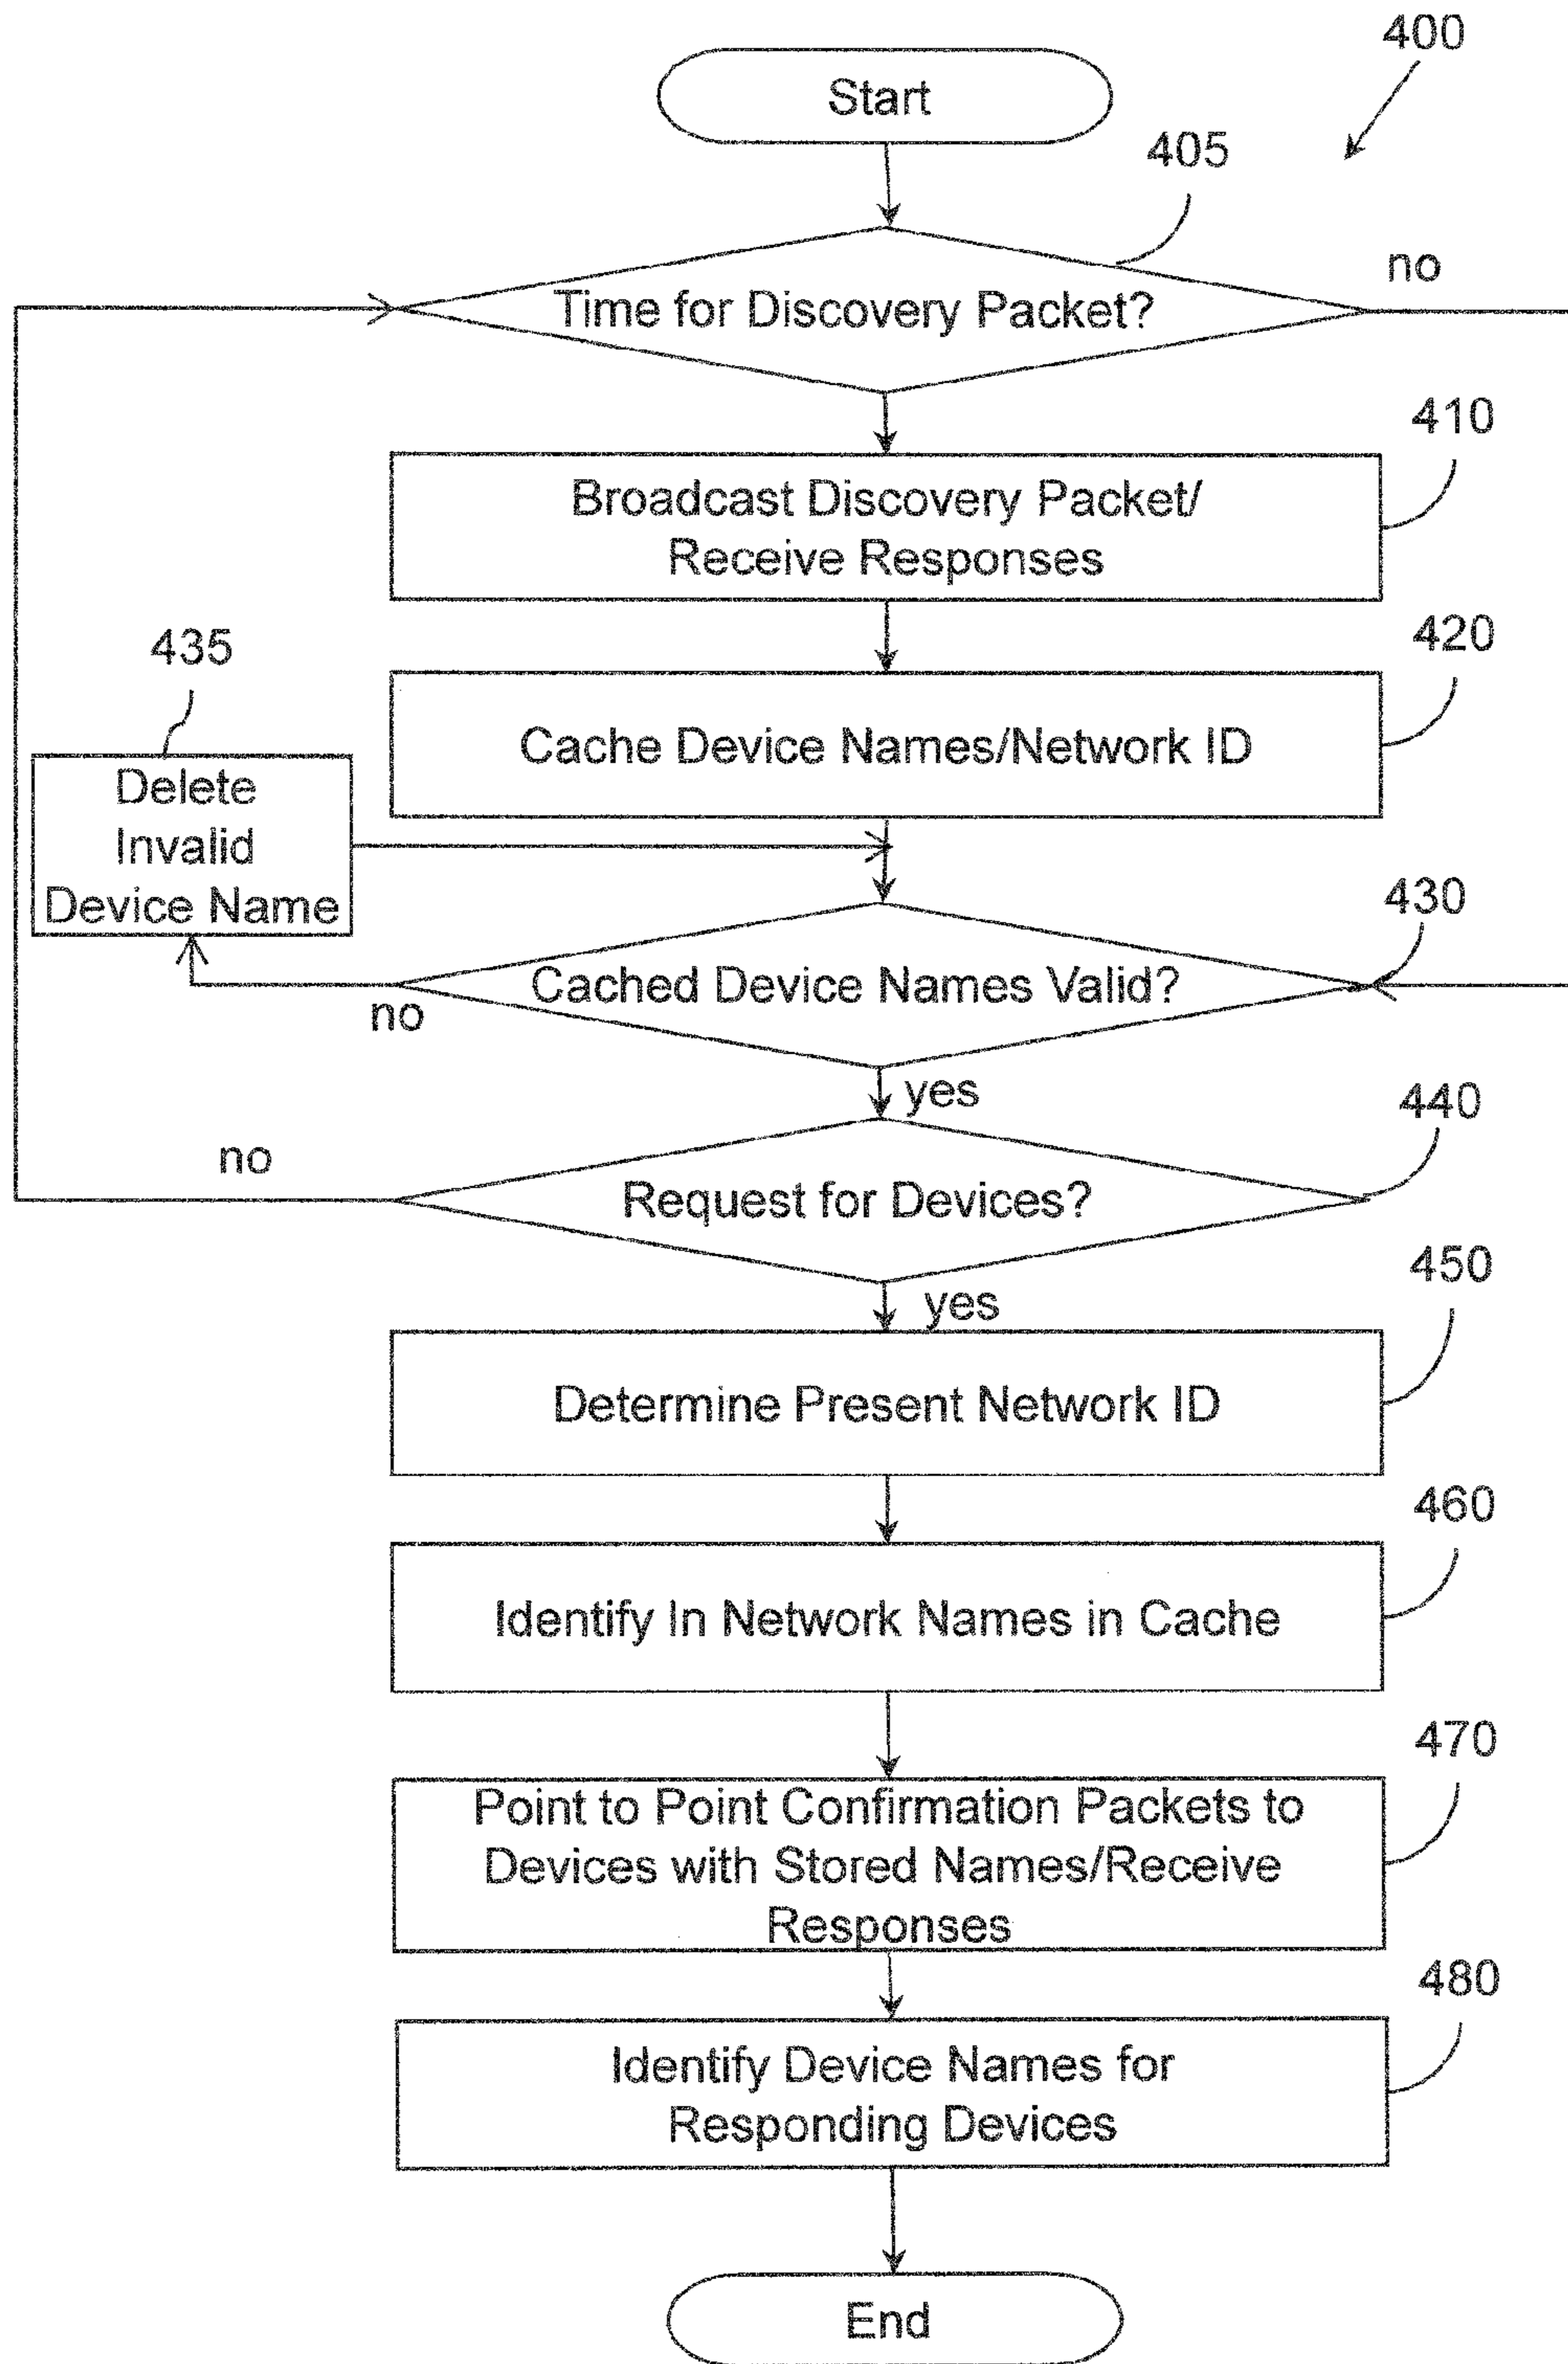 400
Start
405
Time for Discovery Packet?
no
410
Broadcast Discovery Packet/
Receive Responses
420
Cache Device Names/Network ID
435
Delete
Invalid
Device Name
430
Cached Device Names Valid?
no
yes
440
Request for Devices?
no
yes
450
Determine Present Network ID
460
Identify In Network Names in Cache
470
Point to Point Confirmation Packets to
Devices with Stored Names/Receive
Responses
480
Identify Device Names for
Responding Devices
End